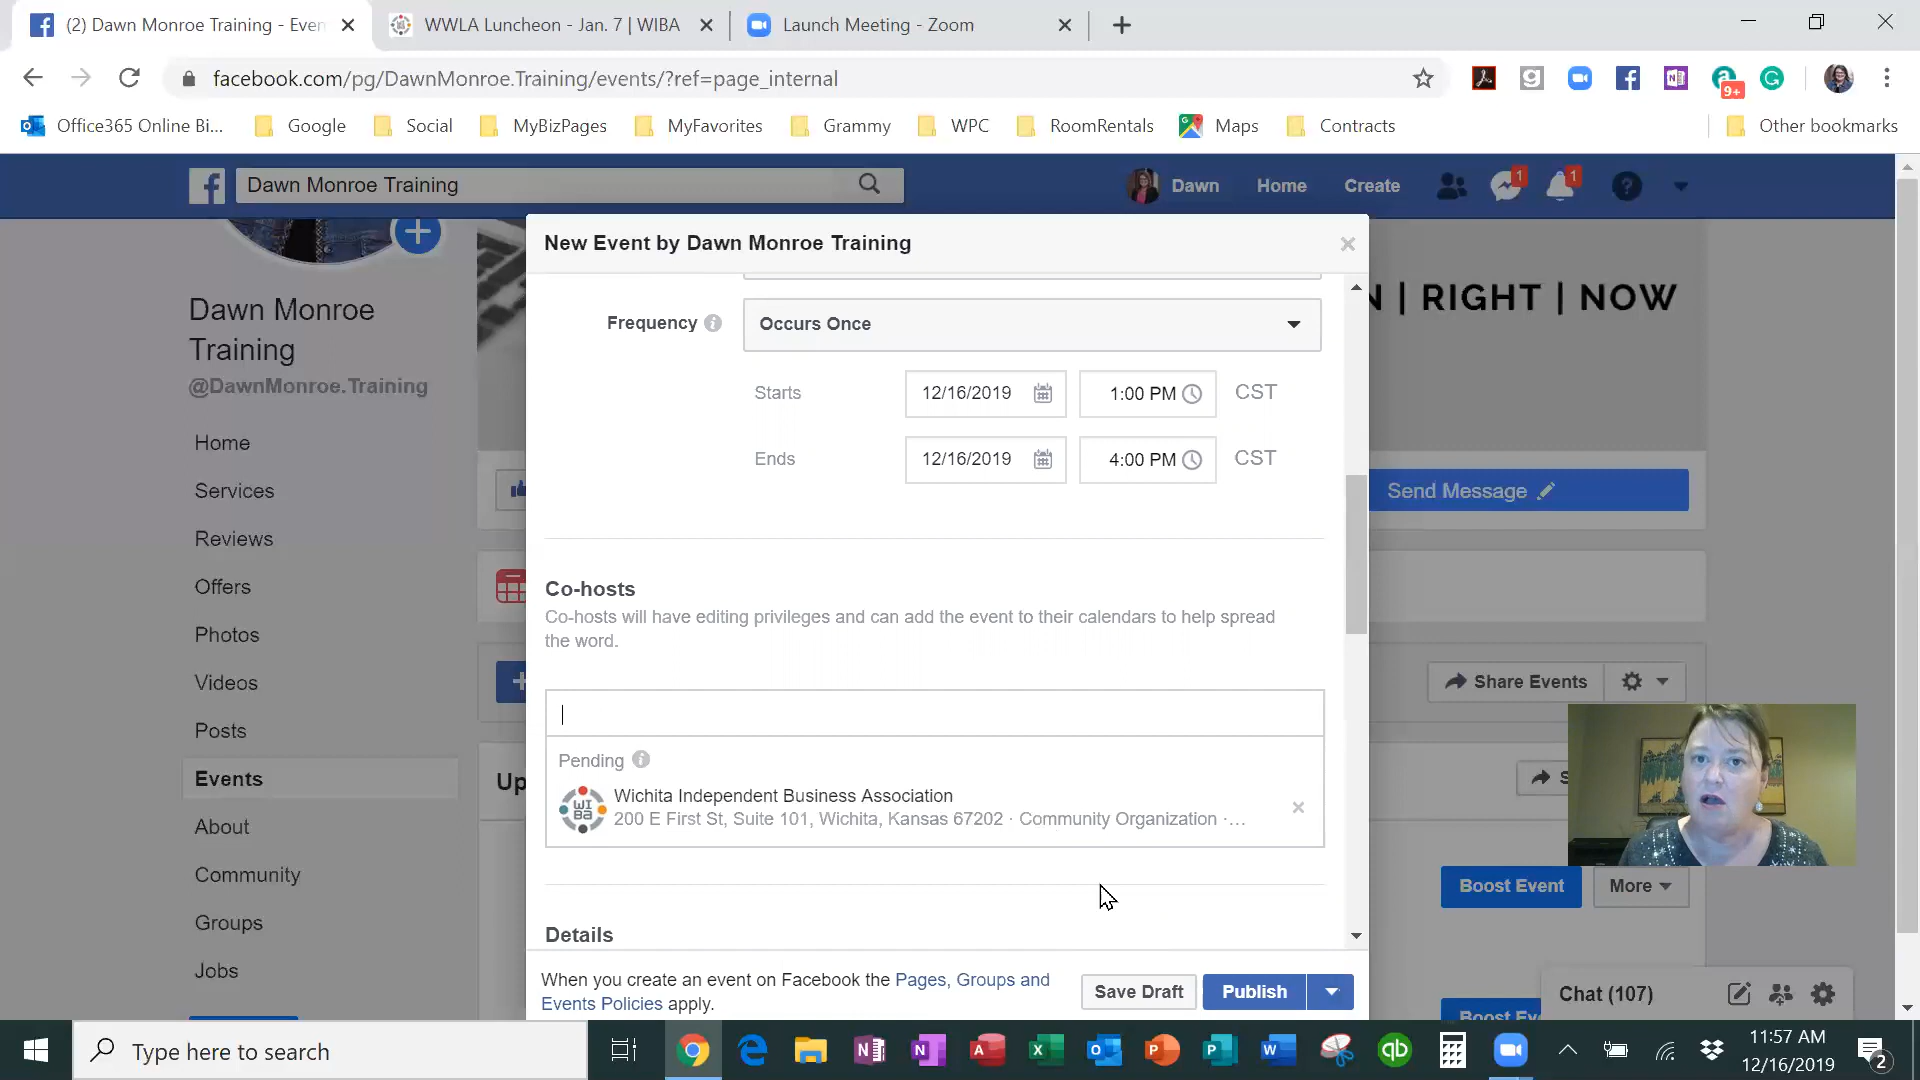 (2) Dawn Monroe Training - Even
WWLA Luncheon - Jan. 7 | WIBA
Launch Meeting - Zoom
facebook.com/pg/DawnMonroe.Training/events/?ref=page_internal
9+
Office365 Online Bi...
Google
Social
MyBizPages
MyFavorites
Grammy
WPC
RoomRentals
Maps
Contracts
Other bookmarks
Dawn Monroe Training
Dawn
Home
Create
1
1
New Event by Dawn Monroe Training
N | RIGHT | NOW
Dawn Monroe
Training
@DawnMonroe.Training
Home
Services
Reviews
Offers
Photos
Videos
Posts
Events
About
Community
Groups
Jobs
Frequency
Occurs Once
Starts
12/16/2019
1:00 PM
CST
Ends
12/16/2019
4:00 PM
CST
Send Message
Co-hosts
Co-hosts will have editing privileges and can add the event to their calendars to help spread
the word.
Share Events
Up
Pending
Wichita Independent Business Association
200 E First St, Suite 101, Wichita, Kansas 67202 · Community Organization ·...
WIBA
Boost Event
More
Details
When you create an event on Facebook the Pages, Groups and
Events Policies apply.
Save Draft
Publish
Chat (107)
Boost Ev
Type here to search
11:57 AM
12/16/2019
2